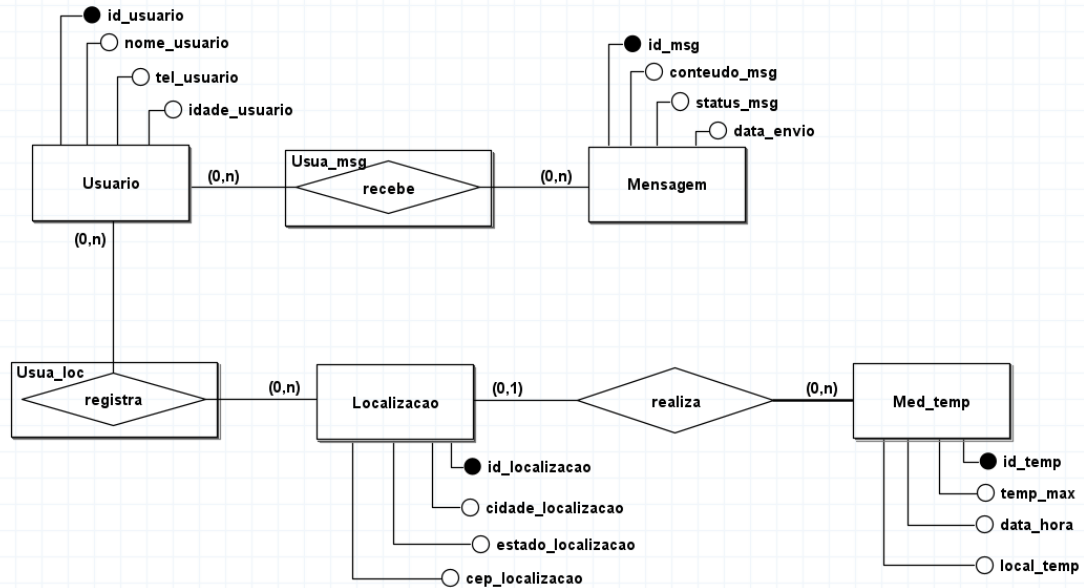 id_usuario
nome_usuario
tel_usuario
idade_usuario
id_msg
conteudo_msg
status_msg
data_envio
Usuario
(0,n)
Usua_msg
recebe
(0,n)
Mensagem
(0,n)
Usua_loc
registra
(0,n)
Localizacao
(0,1)
realiza
(0,n)
Med_temp
id_localizacao
cidade_localizacao
estado_localizacao
cep_localizacao
id_temp
temp_max
data_hora
local_temp